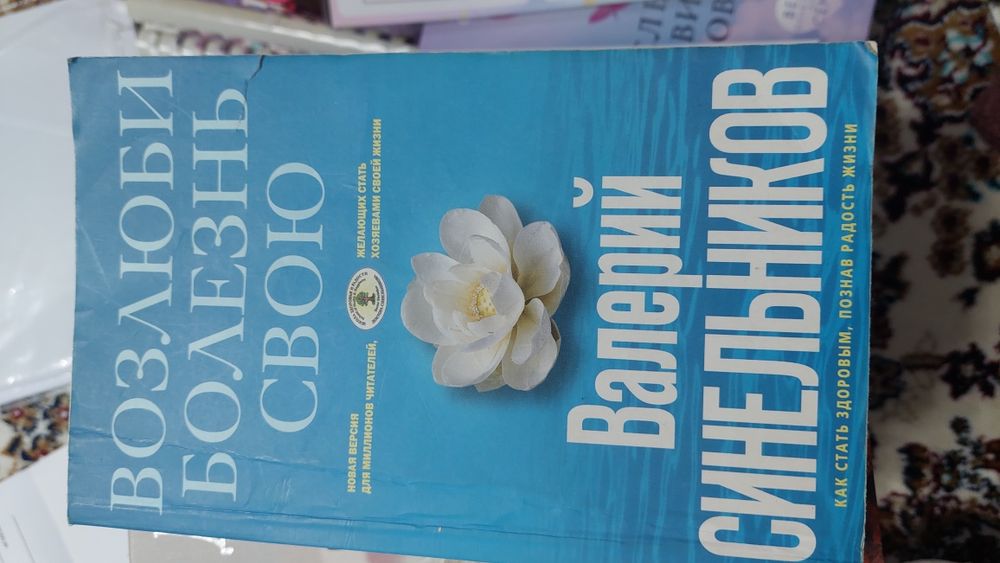 ВОЗЛЮБИ
БОЛЕЗНЬ
СВОЮ
НОВАЯ ВЕРСИЯ
ДЛЯ МИЛЛИОНОВ ЧИТАТЕЛЕЙ,
ЖЕЛАЮЩИХ СТАТЬ
ХОЗЯЕВАМИ СВОЕЙ ЖИЗНИ
Валерий
СИНЕЛЬНИКОВ
КАК СТАТЬ ЗДОРОВЫМ, ПОЗНАВ РАДОСТЬ ЖИЗНИ